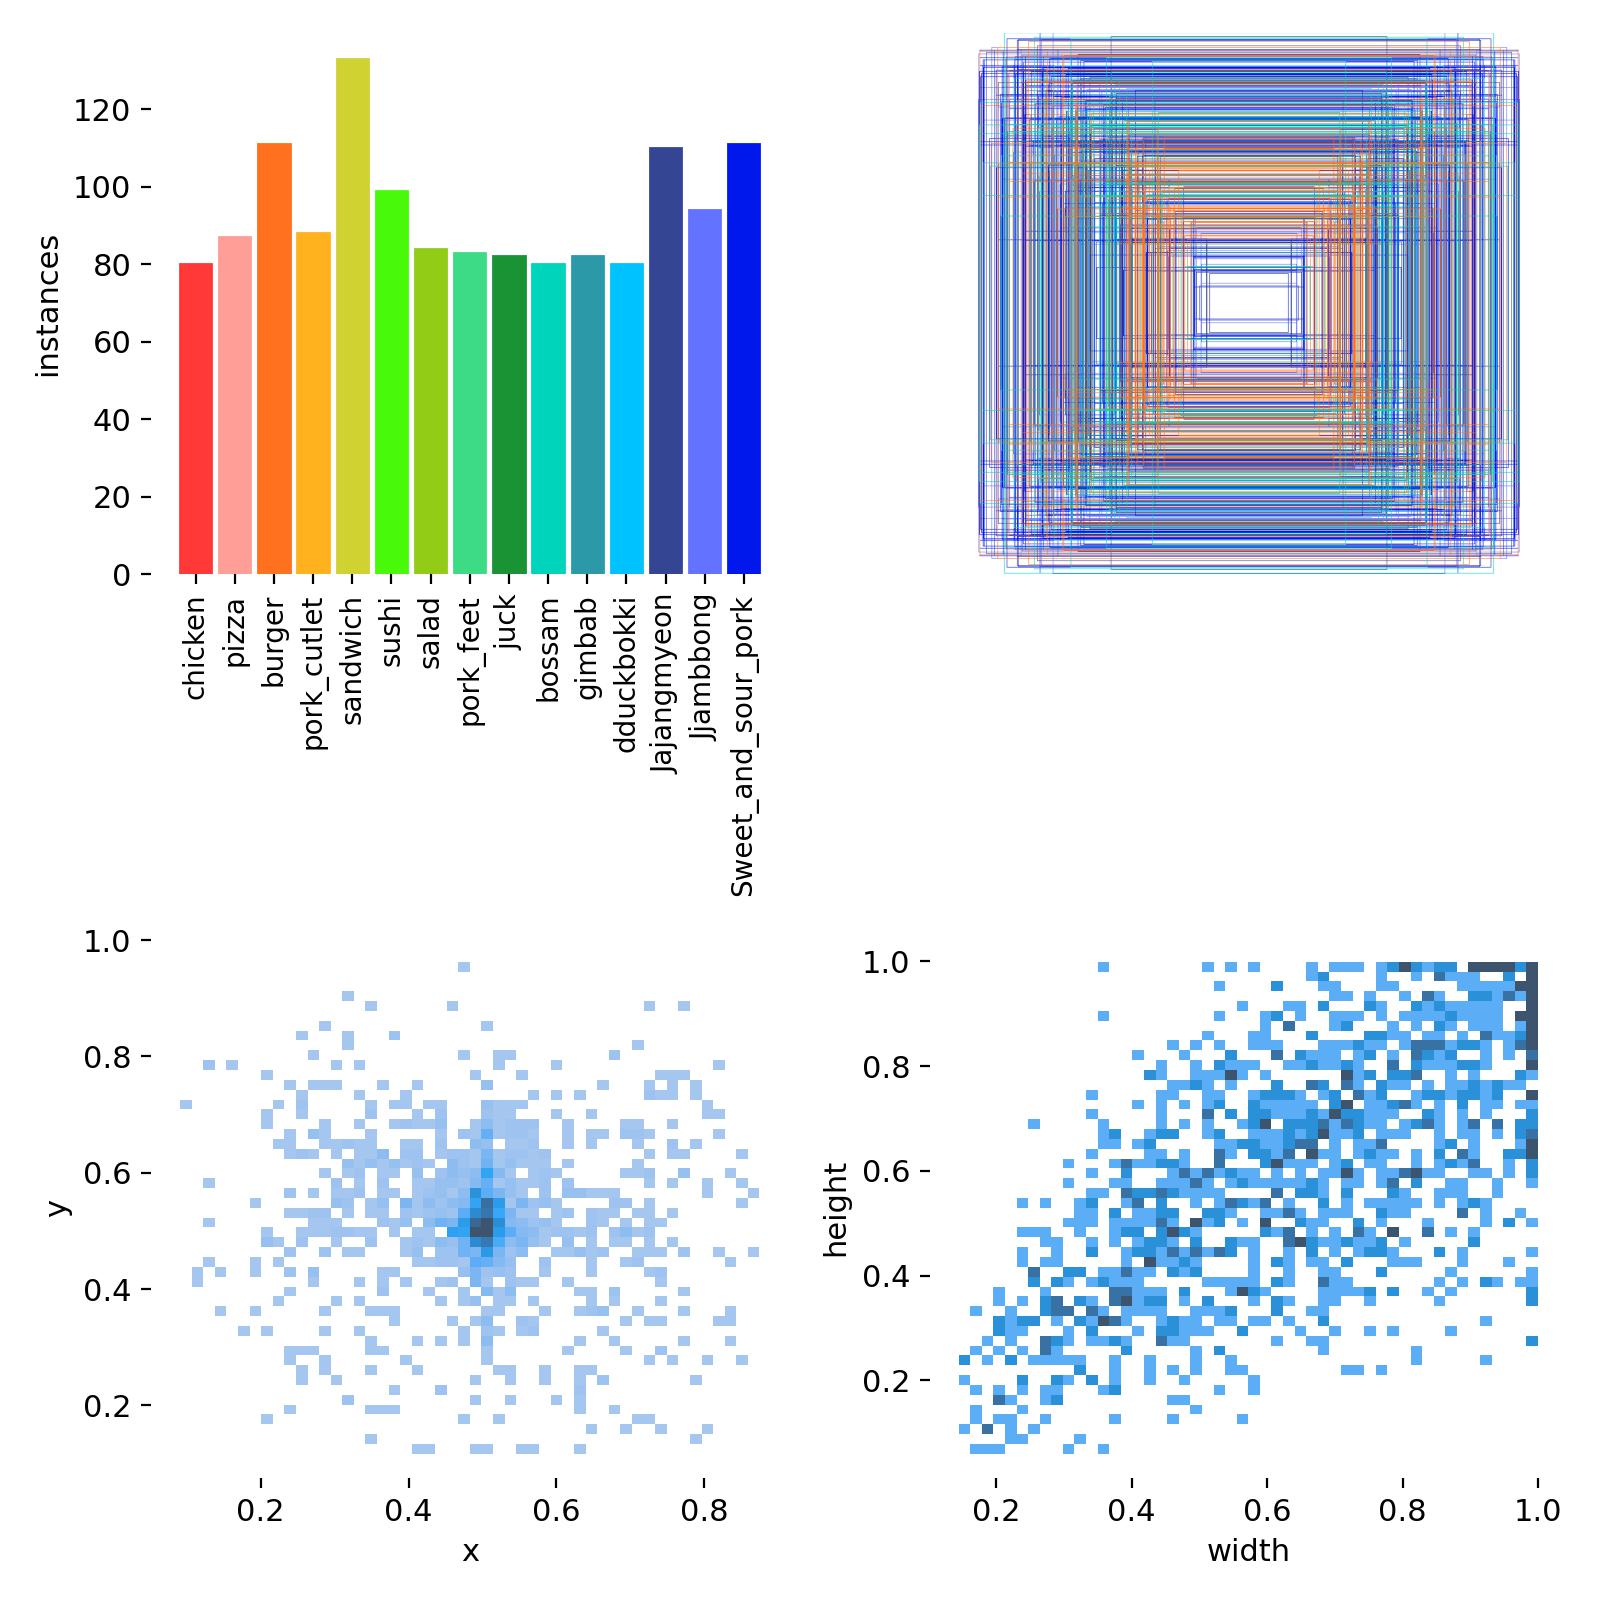 instances
120
100
80
60
40
20
0
chicken
pizza
burger
pork_cutlet
sandwich
sushi
salad
pork_feet
juck
bossam
gimbab
dduckbokki
Jajangmyeon
Jjambbong
Sweet_and_sour_pork
y
1.0
0.8
0.6
0.4
0.2
0.2 0.4 0.6 0.8
x
height
1.0
0.8
0.6
0.4
0.2
0.2 0.4 0.6 0.8 1.0
width